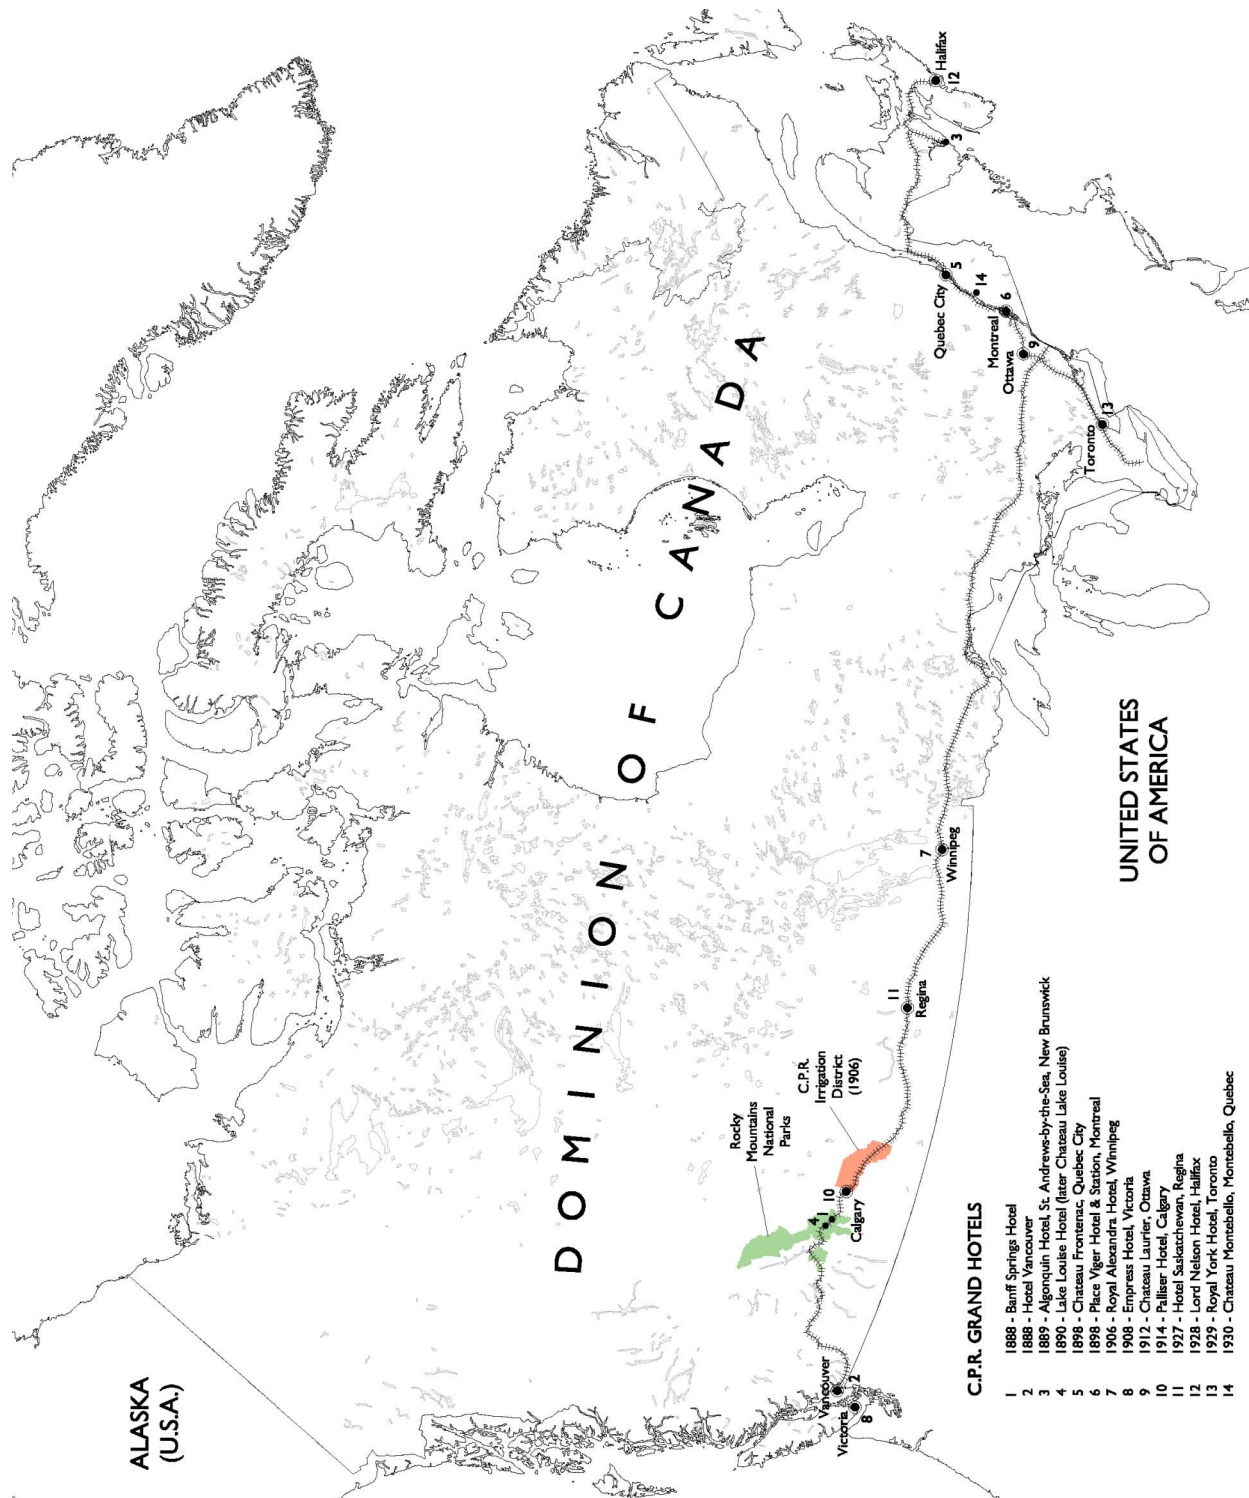 ALASKA
(U.S.A.)
DOMINION OF CANADA
Rocky
Mountains
National
Parks
C.P.R.
Irrigation
District
(1906)
Victoria
8
Vancouver
2
4
1
10
Calgary
11
Regina
7
Winnipeg
Toronto
13
Ottawa
9
Montreal
6
14
Quebec City
5
3
12
Halifax
UNITED STATES
OF AMERICA
C.P.R. GRAND HOTELS
1 1888 - Banff Springs Hotel
2 1888 - Hotel Vancouver
3 1889 - Algonquin Hotel, St. Andrews-by-the-Sea, New Brunswick
4 1890 - Lake Louise Hotel (later Chateau Lake Louise)
5 1898 - Chateau Frontenac, Quebec City
6 1898 - Place Viger Hotel & Station, Montreal
7 1906 - Royal Alexandra Hotel, Winnipeg
8 1908 - Empress Hotel, Victoria
9 1912 - Chateau Laurier, Ottawa
10 1914 - Palliser Hotel, Calgary
11 1927 - Hotel Saskatchewan, Regina
12 1928 - Lord Nelson Hotel, Halifax
13 1929 - Royal York Hotel, Toronto
14 1930 - Chateau Montebello, Montebello, Quebec